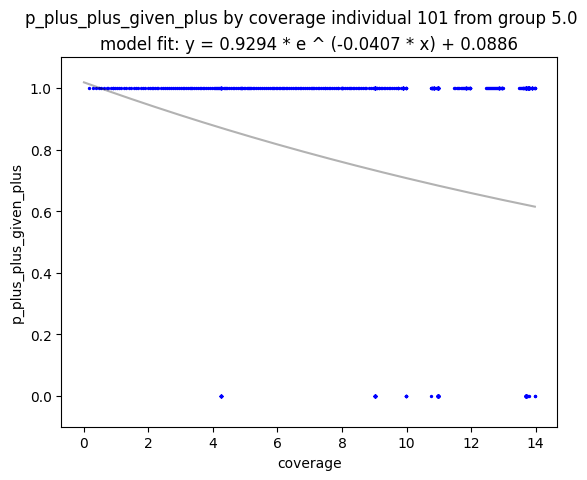 p_plus_plus_given_plus by coverage individual 101 from group 5.0
model fit: y = 0.9294 * e ^ (-0.0407 * x) + 0.0886
1.0
0.8
0.6
0.4
0.2
0.0
p_plus_plus_given_plus
0 2 4 6 8 10 12 14
coverage